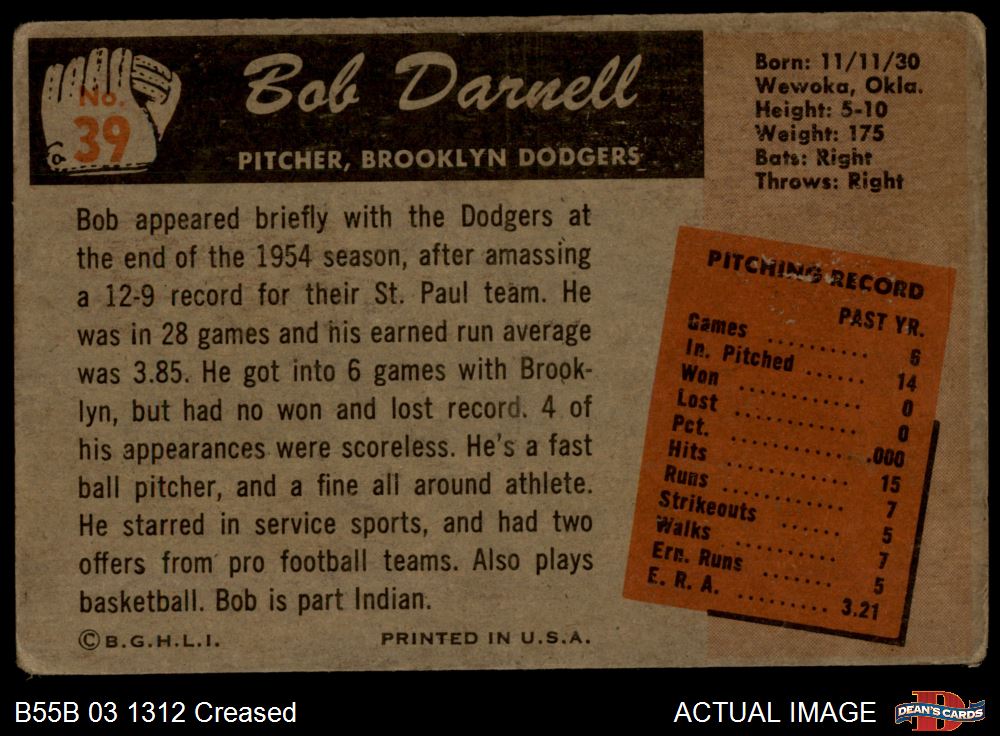 No.
39
Bob Darnell
PITCHER, BROOKLYN DODGERS
Born: 11/11/30
Wewoka, Okla.
Height: 5-10
Weight: 175
Bats: Right
Throws: Right
Bob appeared briefly with the Dodgers at
the end of the 1954 season, after amassing
a 12-9 record for their St. Paul team. He
was in 28 games and his earned run average
was 3.85. He got into 6 games with Brook-
lyn, but had no won and lost record. 4 of
his appearances were scoreless. He's a fast
ball pitcher, and a fine all around athlete.
He starred in service sports, and had two
offers from pro football teams. Also plays
basketball. Bob is part Indian.
© B.G.H.L.I. PRINTED IN U.S.A.
PITCHING RECORD
PAST YR.
Games .......... 6
In. Pitched ...... 14
Won ............ 0
Lost ............ 0
Pct. ............ .000
Hits ............ 15
Runs ............ 7
Strikeouts ...... 5
Walks .......... 7
Ern. Runs ....... 5
E. R. A. ......... 3.21
B55B 03 1312 Creased
ACTUAL IMAGE
DEAN'S CARDS